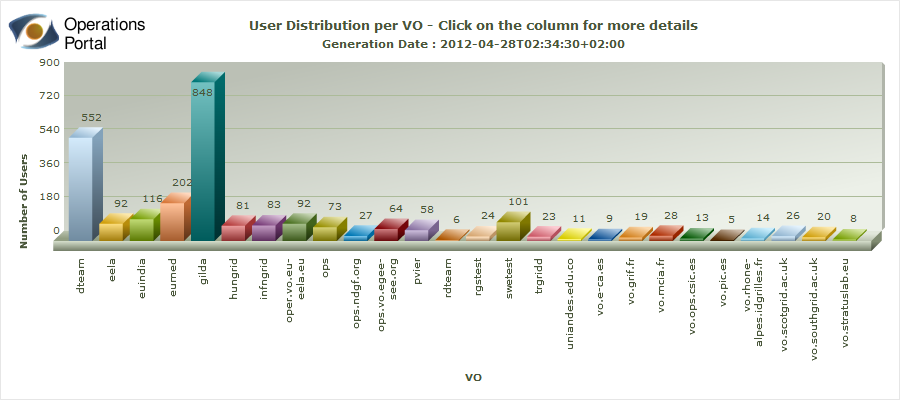 Operations
Portal
User Distribution per VO - Click on the column for more details
Generation Date : 2012-04-28T02:34:30+02:00
Number of Users
900
720
540
360
180
0
552
92
116
202
848
81
83
92
73
27
64
58
6
24
101
23
11
9
19
28
13
5
14
26
20
8
dteam
eela
euindia
eumed
gilda
hungrid
infngrid
oper.vo.eu-
eela.eu
ops
ops.ndgf.org
ops.vo.egee-
see.org
pvier
rdteam
rgstest
swetest
trgridd
uniandes.edu.co
vo.e-ca.es
vo.grif.fr
vo.mcia.fr
vo.ops.csic.es
vo.pic.es
vo.rhone-
alpes.idgrilles.fr
vo.scotgrid.ac.uk
vo.southgrid.ac.uk
vo.stratuslab.eu
VO